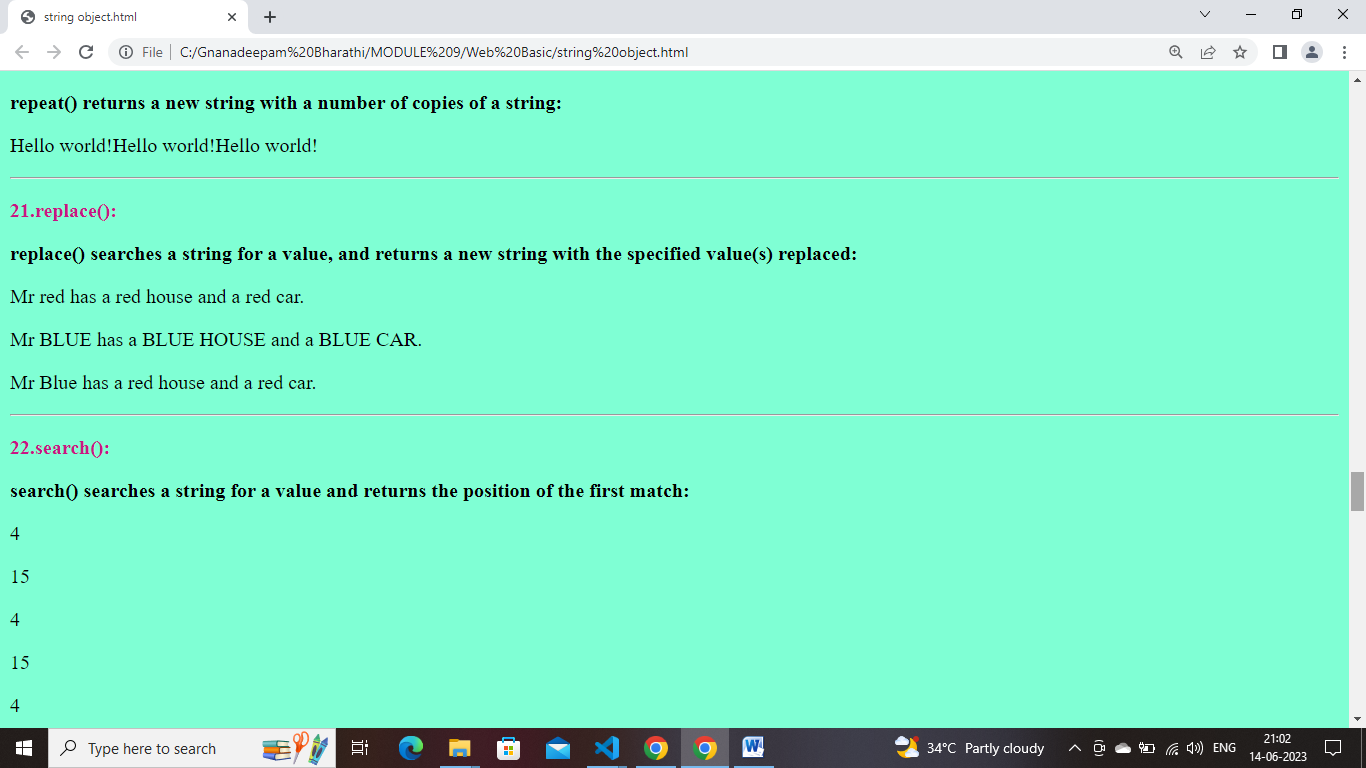 string object.html
File
C:/Gnanadeepam%20Bharathi/MODULE%209/Web%20Basic/string%20object.html
repeat() returns a new string with a number of copies of a string:
Hello world!Hello world!Hello world!
21.replace():
replace() searches a string for a value, and returns a new string with the specified value(s) replaced:
Mr red has a red house and a red car.
Mr BLUE has a BLUE HOUSE and a BLUE CAR.
Mr Blue has a red house and a red car.
22.search():
search() searches a string for a value and returns the position of the first match:
4
15
4
15
4
Type here to search
34°C Partly cloudy
ENG
21:02
14-06-2023